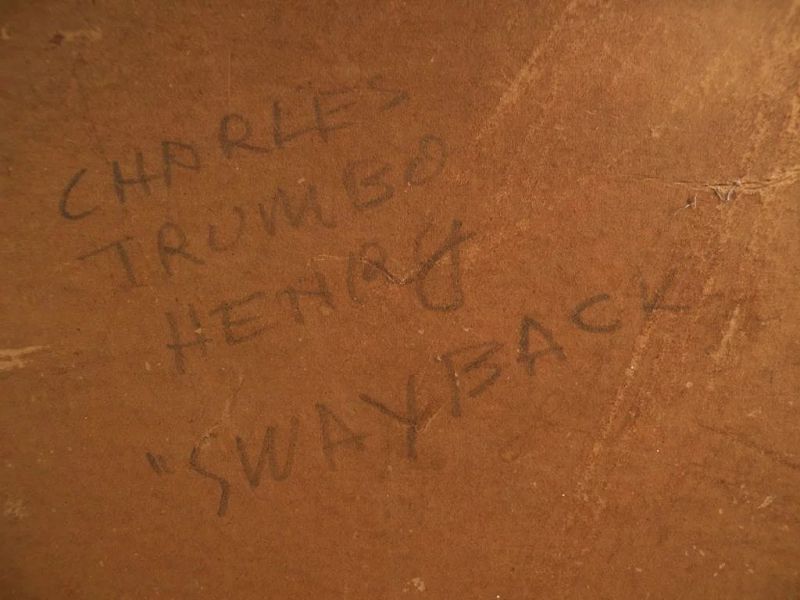 CHARLES
TRUMBO
HENRY
"SWAYBACK"